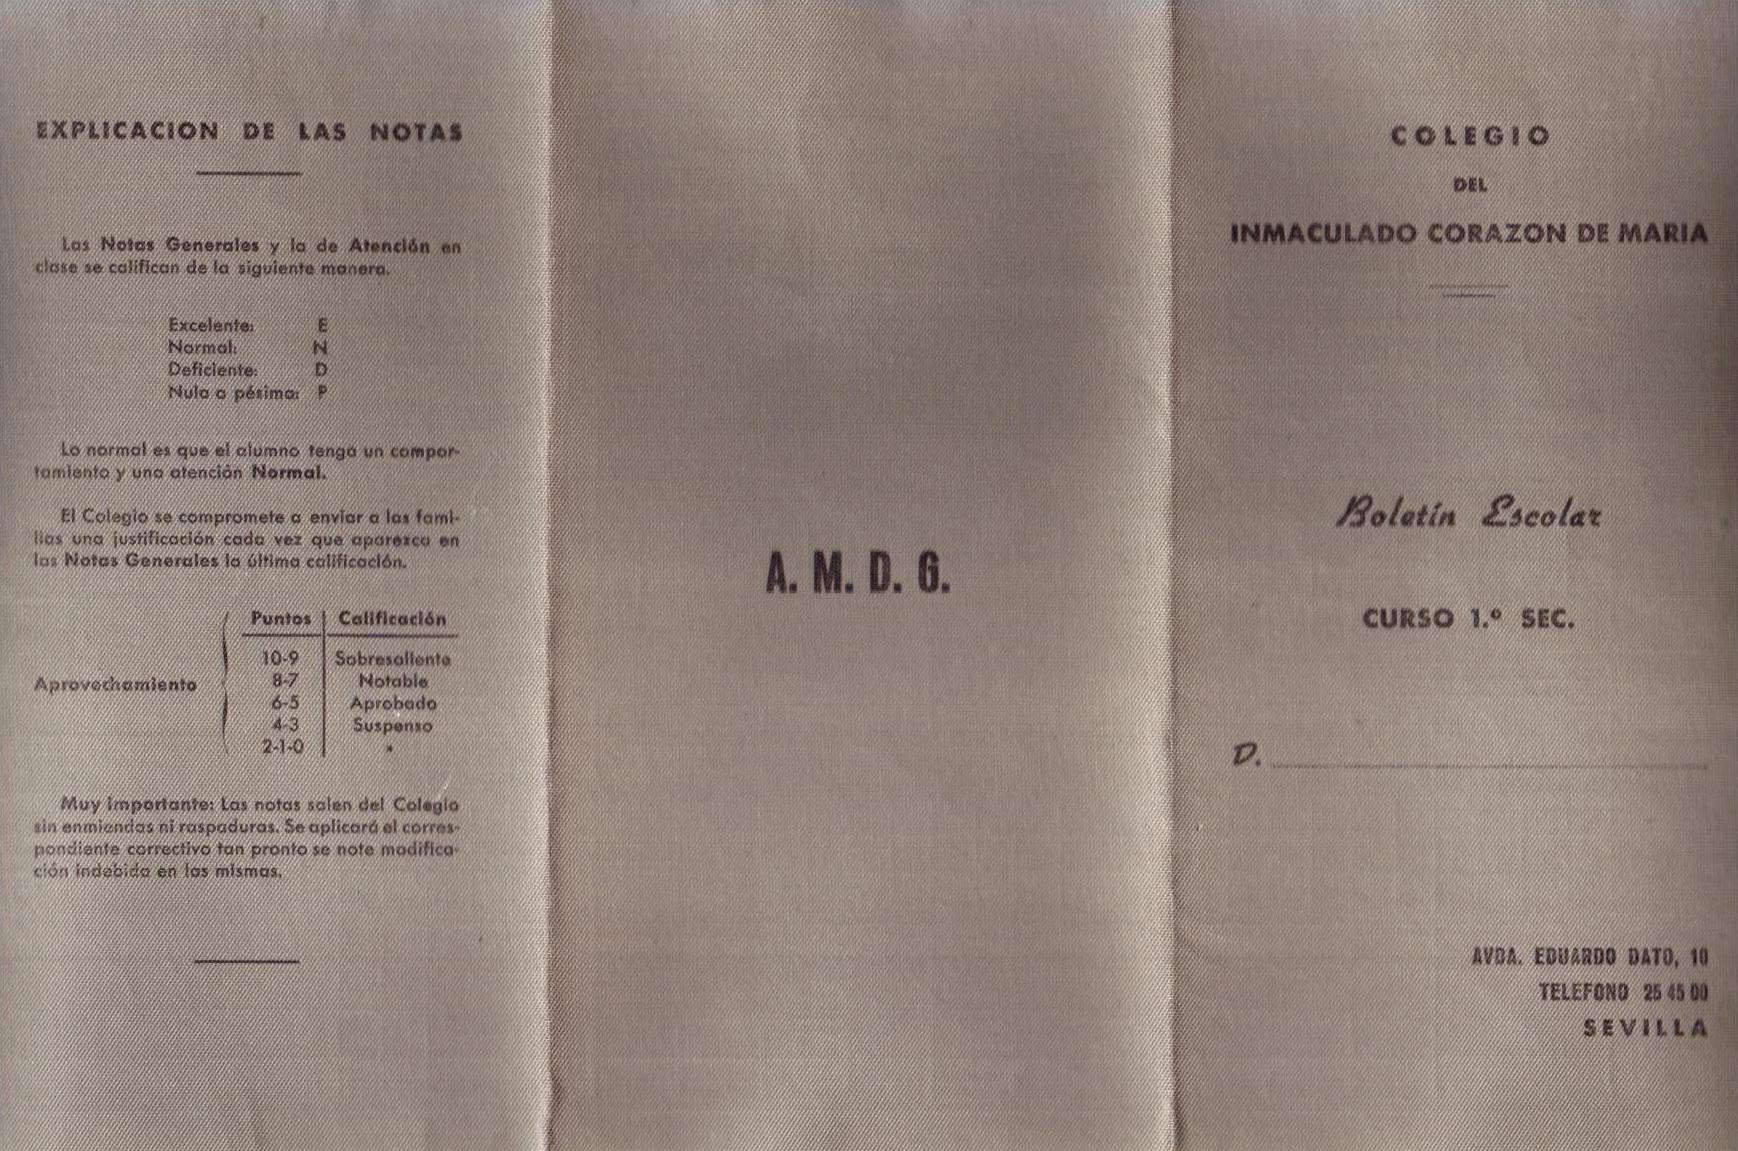 EXPLICACION DE LAS NOTAS
Las Notas Generales y la de Atención en
clase se califican de la siguiente manera.
Excelente: E
Normal: N
Deficiente: D
Nula o pésima: P
Lo normal es que el alumno tenga un compor-
tamiento y una atención Normal.
El Colegio se compromete a enviar a las fami-
lias una justificación cada vez que aparezca en
las Notas Generales la última calificación.
Puntos Calificación
10-9 Sobresaliente
Aprovechamiento 8-7 Notable
6-5 Aprobado
4-3 Suspenso
2-1-0 "
Muy importante: Las notas salen del Colegio
sin enmiendas ni raspaduras. Se aplicará el corres-
pondiente correctivo tan pronto se note modifica-
ción indebida en las mismas.
A. M. D. G.
COLEGIO
DEL
INMACULADO CORAZON DE MARIA
Boletín Escolar
CURSO 1.º SEC.
D.
AVDA. EDUARDO DATO, 10
TELEFONO 25 45 00
SEVILLA